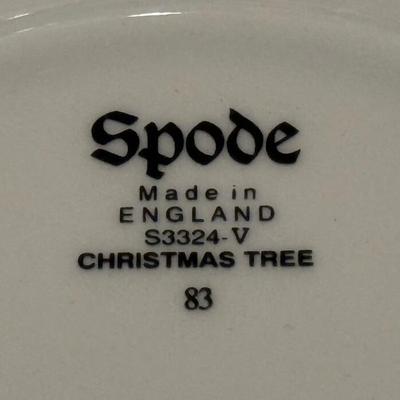 Spode
Made in
ENGLAND
S3324-V
CHRISTMAS TREE
83